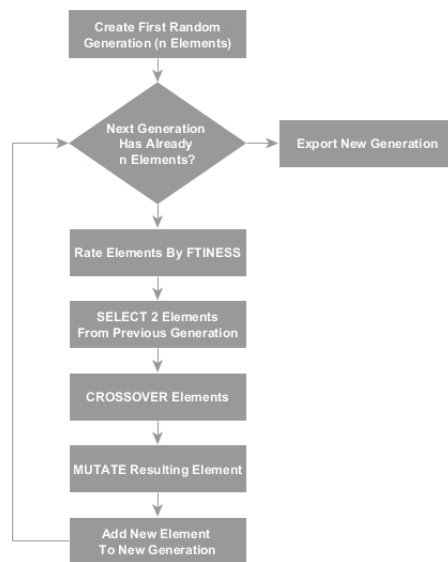 Create First Random
Generation (n Elements)
Next Generation
Has Already
n Elements?
Export New Generation
Rate Elements By FTINESS
SELECT 2 Elements
From Previous Generation
CROSSOVER Elements
MUTATE Resulting Element
Add New Element
To New Generation